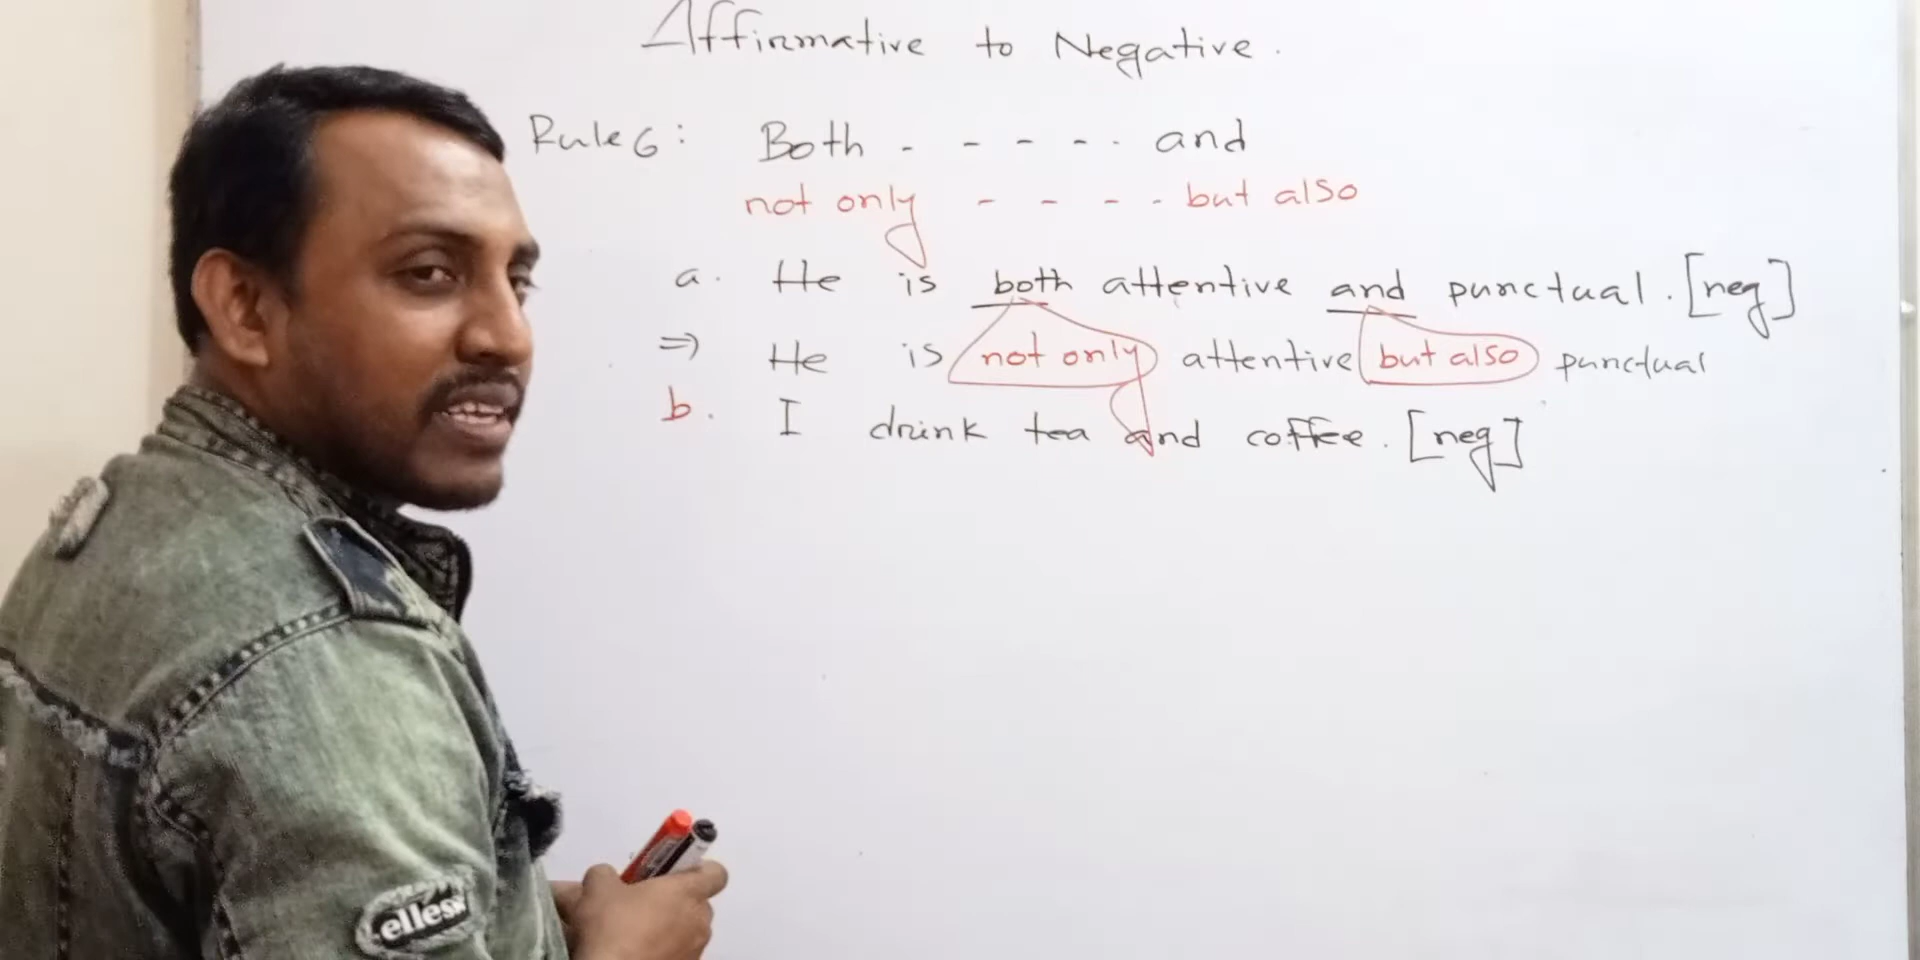 Affirmative to Negative.
Rule 6: Both - - - - - and
not only - - - - but also
a. He is both attentive and punctual. [neg]
⇒ He is not only attentive but also punctual
b. I drink tea and coffee. [neg]
ellesse